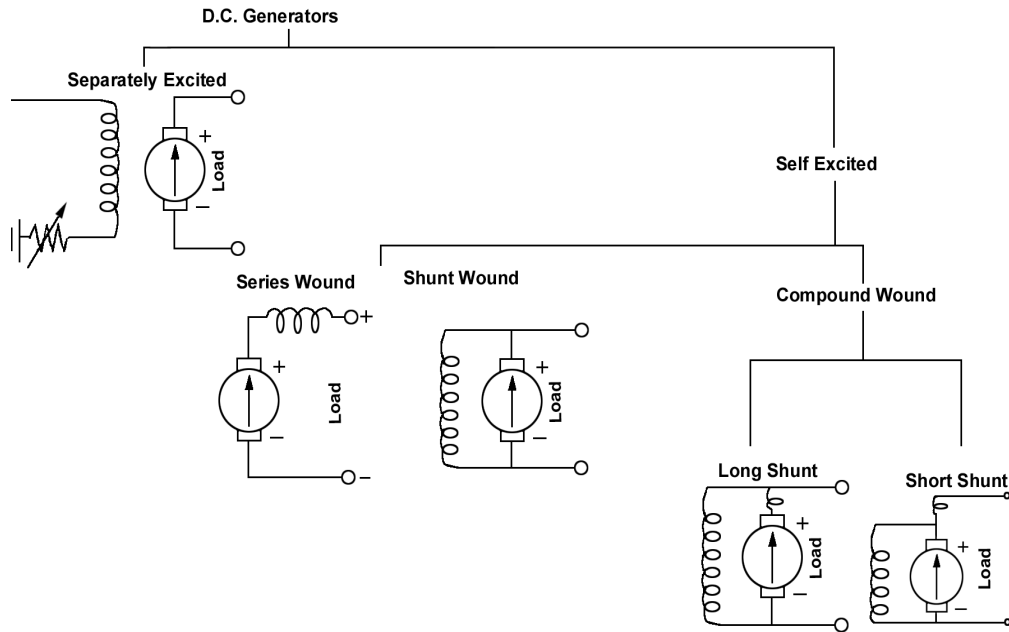 D.C. Generators
Separately Excited
+
Load
−
Self Excited
Series Wound
+
+
Load
−
−
Shunt Wound
+
Load
−
Compound Wound
Long Shunt
+
Load
−
Short Shunt
+
Load
−